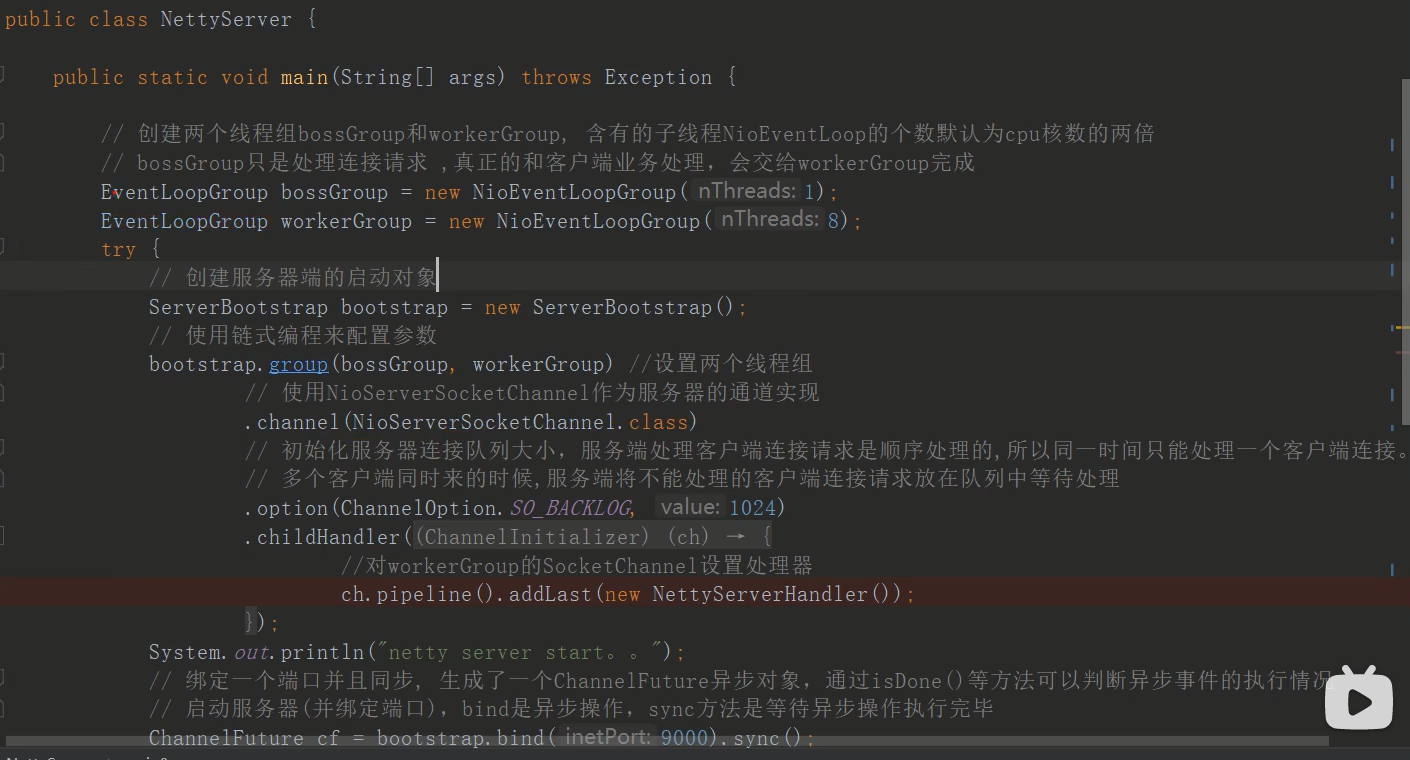 public class NettyServer {
public static void main(String[] args) throws Exception {
// 创建两个线程组bossGroup和workerGroup, 含有的子线程NioEventLoop的个数默认为cpu核数的两倍
// bossGroup只是处理连接请求 ,真正的和客户端业务处理，会交给workerGroup完成
EventLoopGroup bossGroup = new NioEventLoopGroup( nThreads: 1);
EventLoopGroup workerGroup = new NioEventLoopGroup( nThreads: 8);
try {
// 创建服务器端的启动对象
ServerBootstrap bootstrap = new ServerBootstrap();
// 使用链式编程来配置参数
bootstrap.group(bossGroup, workerGroup) //设置两个线程组
// 使用NioServerSocketChannel作为服务器的通道实现
.channel(NioServerSocketChannel.class)
// 初始化服务器连接队列大小，服务端处理客户端连接请求是顺序处理的,所以同一时间只能处理一个客户端连接。
// 多个客户端同时来的时候,服务端将不能处理的客户端连接请求放在队列中等待处理
.option(ChannelOption.SO_BACKLOG, value: 1024)
.childHandler((ChannelInitializer) (ch) → {
//对workerGroup的SocketChannel设置处理器
ch.pipeline().addLast(new NettyServerHandler());
});
System.out.println("netty server start。。");
// 绑定一个端口并且同步, 生成了一个ChannelFuture异步对象，通过isDone()等方法可以判断异步事件的执行情况
// 启动服务器(并绑定端口)，bind是异步操作，sync方法是等待异步操作执行完毕
ChannelFuture cf = bootstrap.bind( inetPort: 9000).sync();